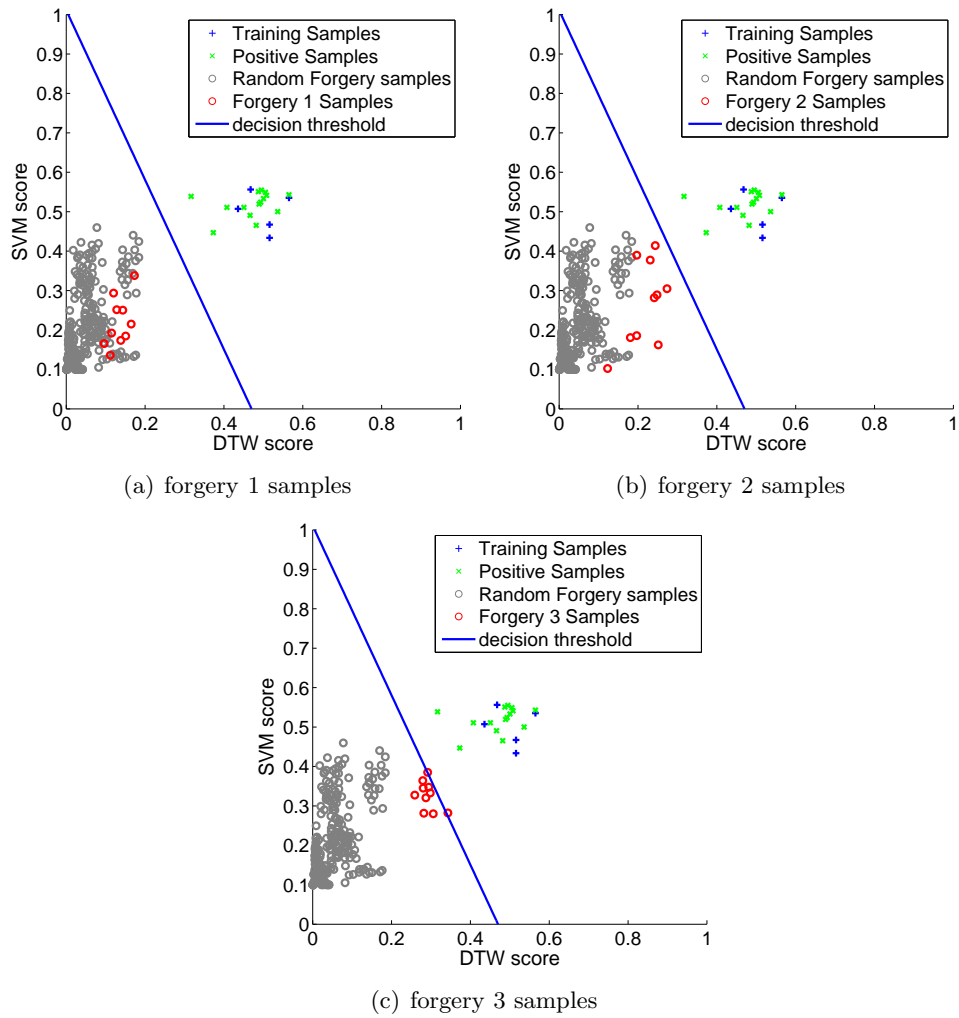 1
0.9
0.8
0.7
0.6
0.5
0.4
0.3
0.2
0.1
0
SVM score
0 0.2 0.4 0.6 0.8 1
DTW score
Training Samples
Positive Samples
Random Forgery samples
Forgery 1 Samples
decision threshold
(a) forgery 1 samples
1
0.9
0.8
0.7
0.6
0.5
0.4
0.3
0.2
0.1
0
SVM score
0 0.2 0.4 0.6 0.8 1
DTW score
Training Samples
Positive Samples
Random Forgery samples
Forgery 2 Samples
decision threshold
(b) forgery 2 samples
1
0.9
0.8
0.7
0.6
0.5
0.4
0.3
0.2
0.1
0
SVM score
0 0.2 0.4 0.6 0.8 1
DTW score
Training Samples
Positive Samples
Random Forgery samples
Forgery 3 Samples
decision threshold
(c) forgery 3 samples